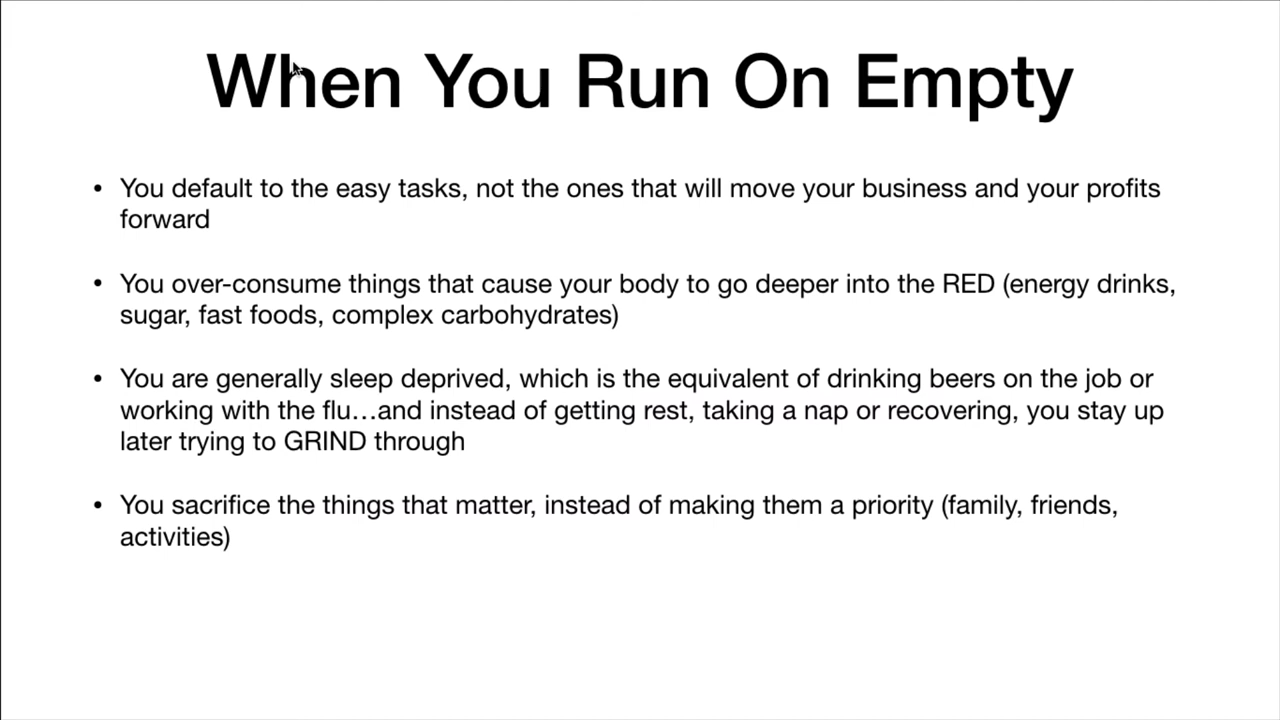 When You Run On Empty
• You default to the easy tasks, not the ones that will move your business and your profits
forward
• You over-consume things that cause your body to go deeper into the RED (energy drinks,
sugar, fast foods, complex carbohydrates)
• You are generally sleep deprived, which is the equivalent of drinking beers on the job or
working with the flu…and instead of getting rest, taking a nap or recovering, you stay up
later trying to GRIND through
• You sacrifice the things that matter, instead of making them a priority (family, friends,
activities)